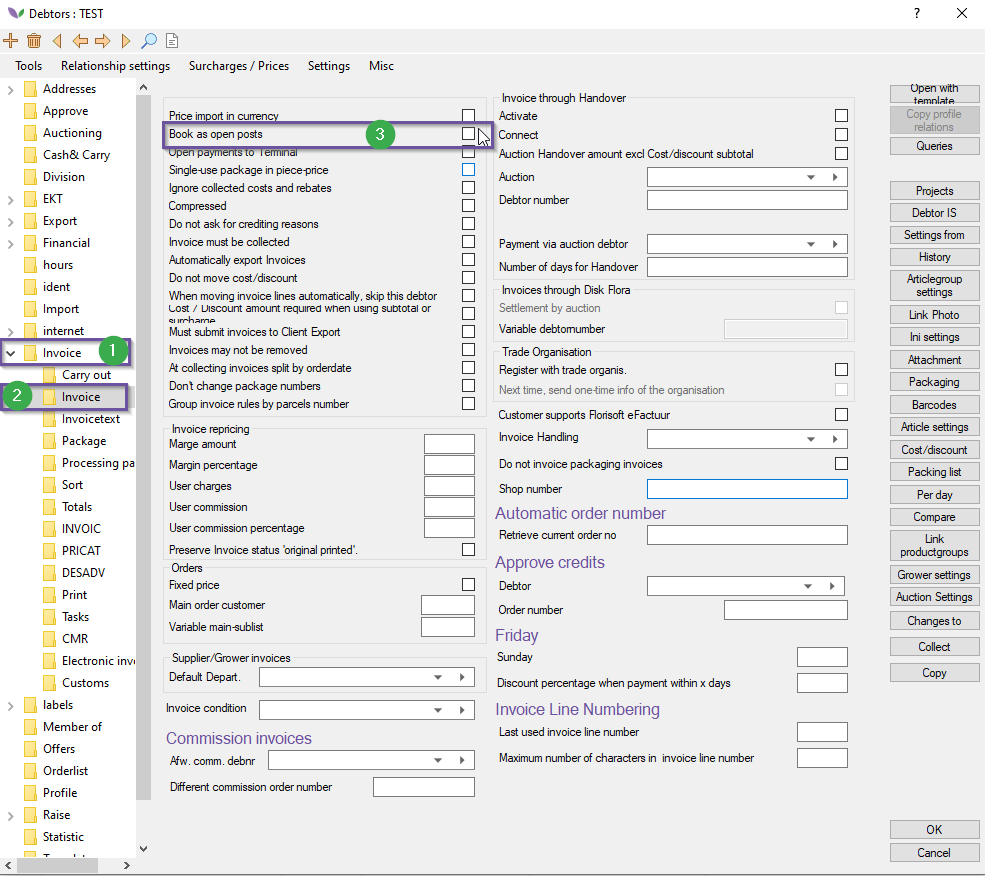 Debtors : TEST
?
Tools Relationship settings Surcharges / Prices Settings Misc
Addresses
Approve
Auctioning
Cash& Carry
Division
EKT
Export
Financial
hours
ident
Import
internet
Invoice 1
Carry out
2 Invoice
Invoicetext
Package
Processing pa
Sort
Totals
INVOIC
PRICAT
DESADV
Print
Tasks
CMR
Electronic inv
Customs
labels
Member of
Offers
Orderlist
Profile
Raise
Statistic
Price import in currency
Book as open posts 3
Open payments to Terminal
Single-use package in piece-price
Ignore collected costs and rebates
Compressed
Do not ask for crediting reasons
Invoice must be collected
Automatically export Invoices
Do not move cost/discount
When moving invoice lines automatically, skip this debtor
Cost / Discount amount required when using subtotal or
surcharge
Must submit invoices to Client Export
Invoices may not be removed
At collecting invoices split by orderdate
Don't change package numbers
Group invoice rules by parcels number
Invoice repricing
Marge amount
Margin percentage
User charges
User commission
User commission percentage
Preserve Invoice status 'original printed'.
Orders
Fixed price
Main order customer
Variable main-sublist
Supplier/Grower invoices
Default Depart.
Invoice condition
Commission invoices
Afw. comm. debnr
Different commission order number
Invoice through Handover
Activate
Connect
Auction Handover amount excl Cost/discount subtotal
Auction
Debtor number
Payment via auction debtor
Number of days for Handover
Invoices through Disk Flora
Settlement by auction
Variable debtornumber
Trade Organisation
Register with trade organis.
Next time, send one-time info of the organisation
Customer supports Florisoft eFactuur
Invoice Handling
Do not invoice packaging invoices
Shop number
Automatic order number
Retrieve current order no
Approve credits
Debtor
Order number
Friday
Sunday
Discount percentage when payment within x days
Invoice Line Numbering
Last used invoice line number
Maximum number of characters in invoice line number
Open with
template
Copy profile
relations
Queries
Projects
Debtor IS
Settings from
History
Articlegroup
settings
Link Photo
Ini settings
Attachment
Packaging
Barcodes
Article settings
Cost/discount
Packing list
Per day
Compare
Link
productgroups
Grower settings
Auction Settings
Changes to
Collect
Copy
OK
Cancel